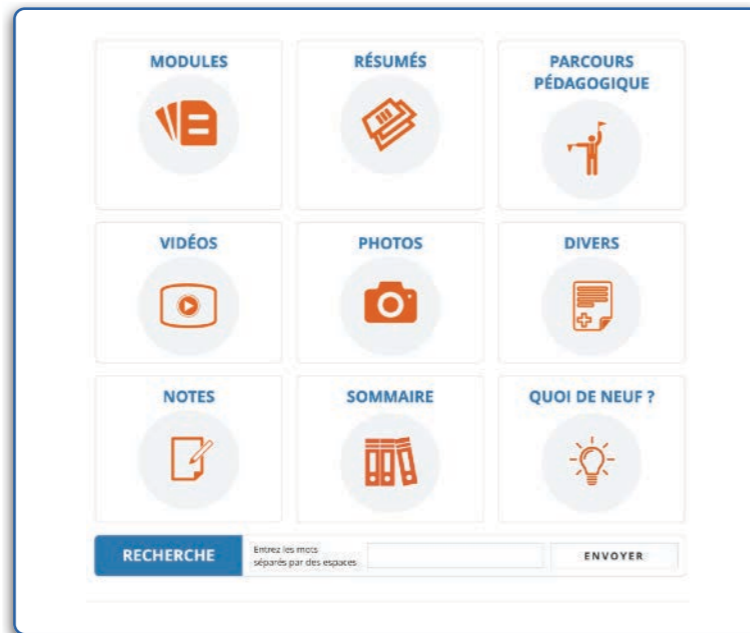 MODULES
RÉSUMÉS
PARCOURS
PÉDAGOGIQUE
VIDÉOS
PHOTOS
DIVERS
NOTES
SOMMAIRE
QUOI DE NEUF ?
RECHERCHE
Entrez les mots
séparés par des espaces
ENVOYER